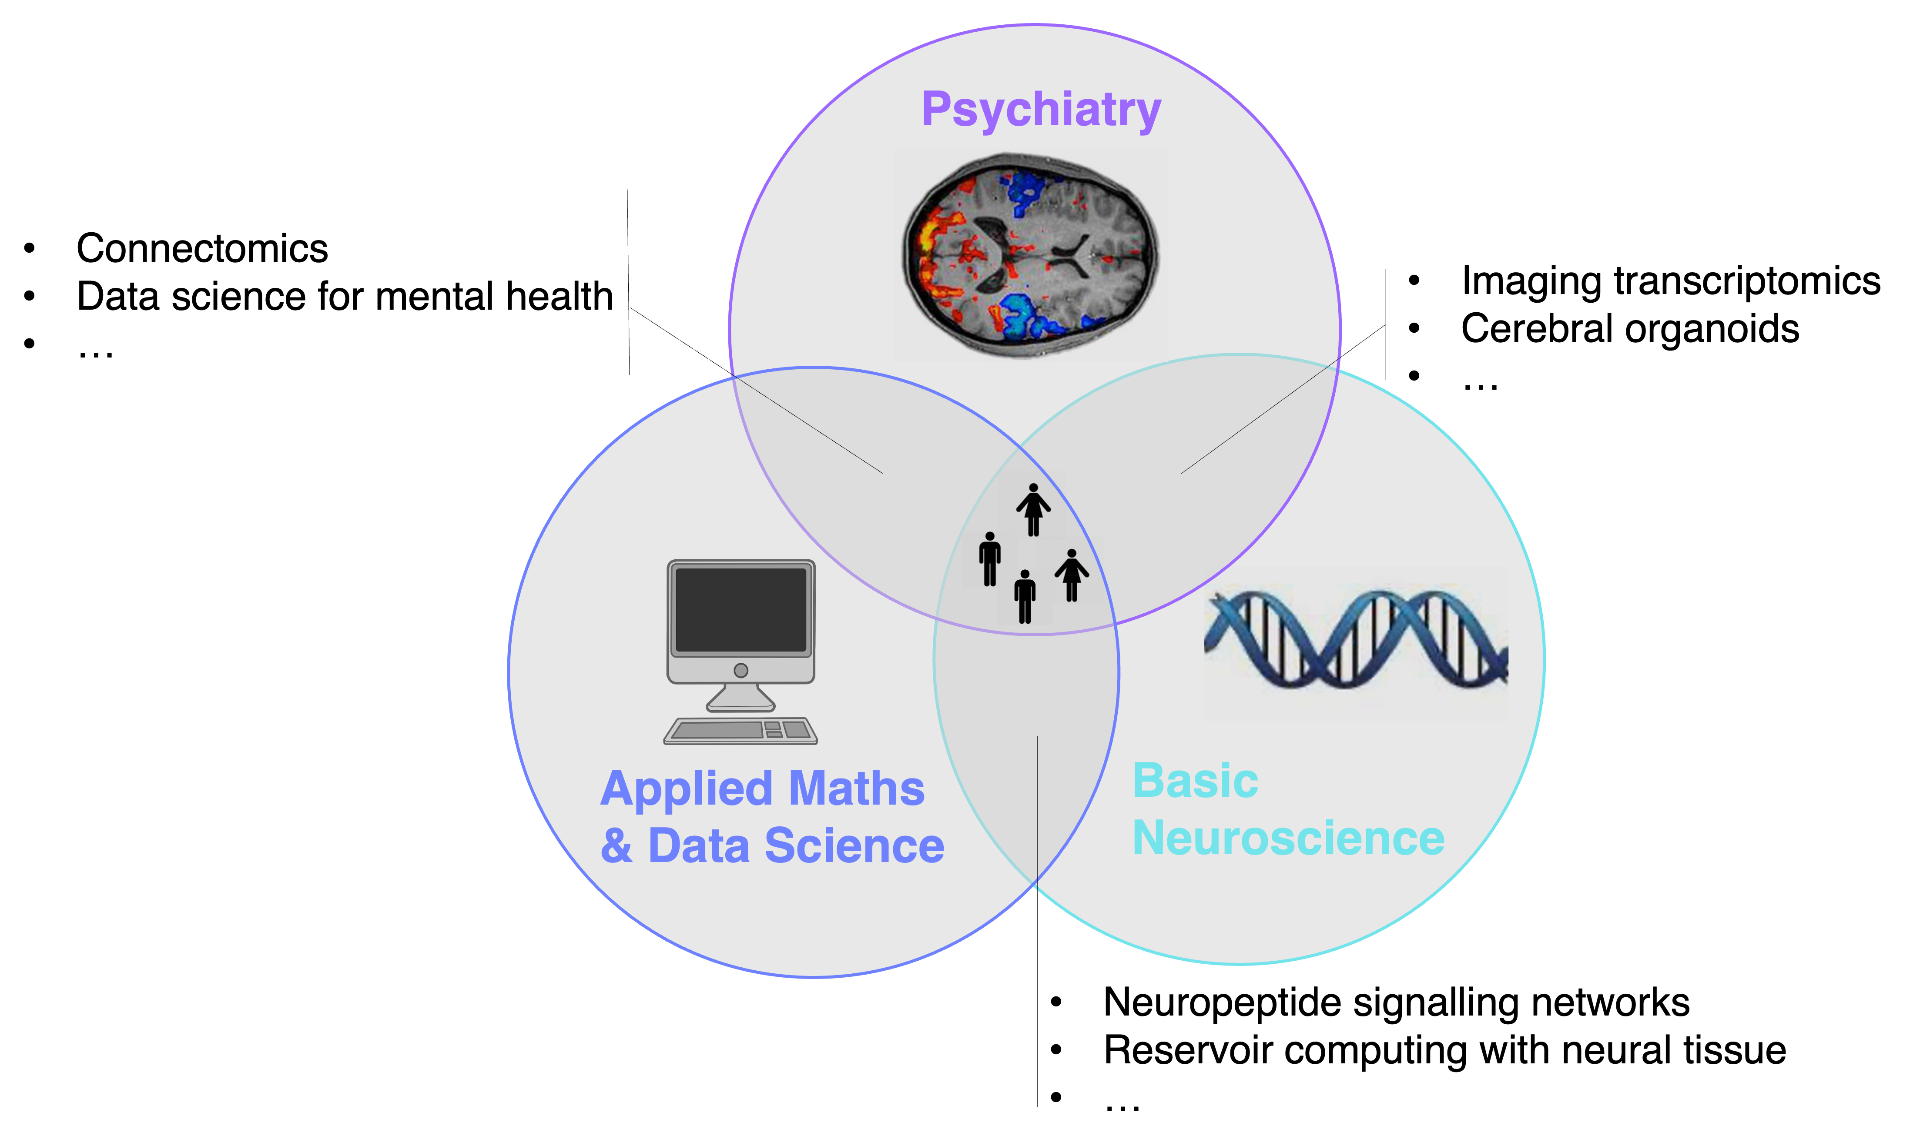 Psychiatry
• Connectomics
• Data science for mental health
• …
• Imaging transcriptomics
• Cerebral organoids
• …
Applied Maths
& Data Science
Basic
Neuroscience
• Neuropeptide signalling networks
• Reservoir computing with neural tissue
• …